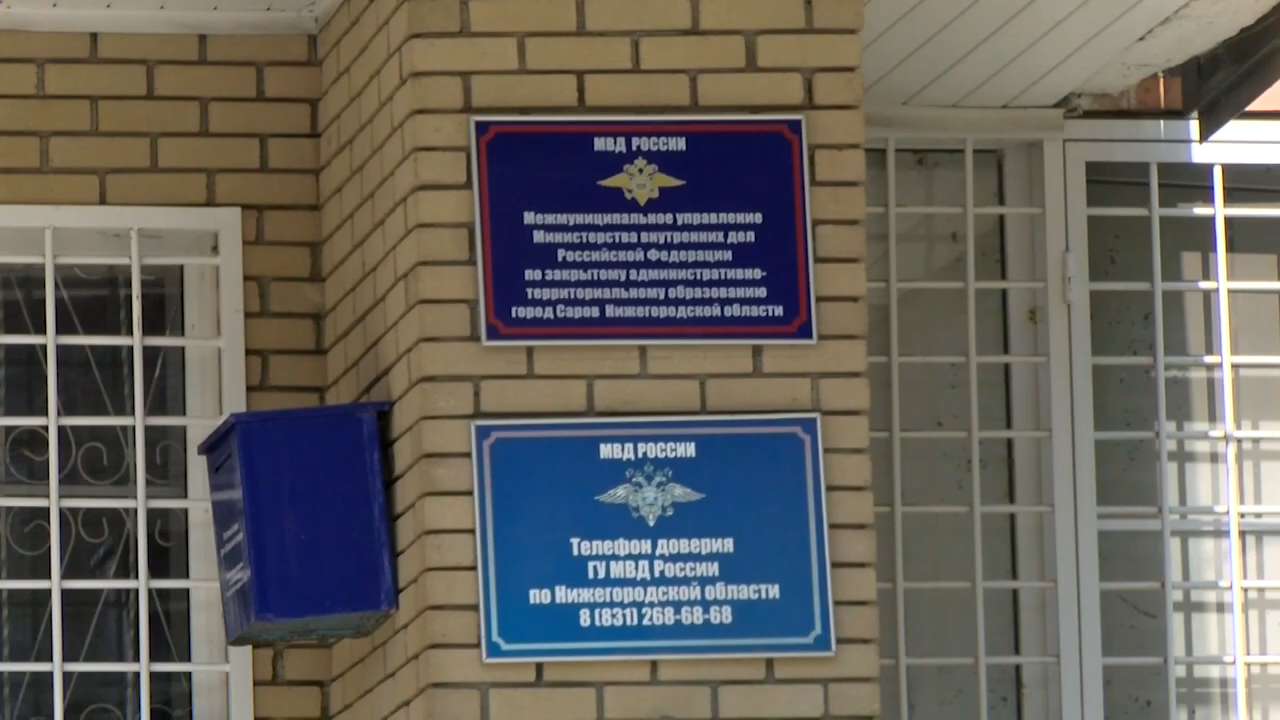 МВД РОССИИ
Межмуниципальное управление
Министерства внутренних дел
Российской Федерации
по закрытому административно-
территориальному образованию
город Саров Нижегородской области
МВД РОССИИ
Телефон доверия
ГУ МВД России
по Нижегородской области
8 (831) 268-68-68